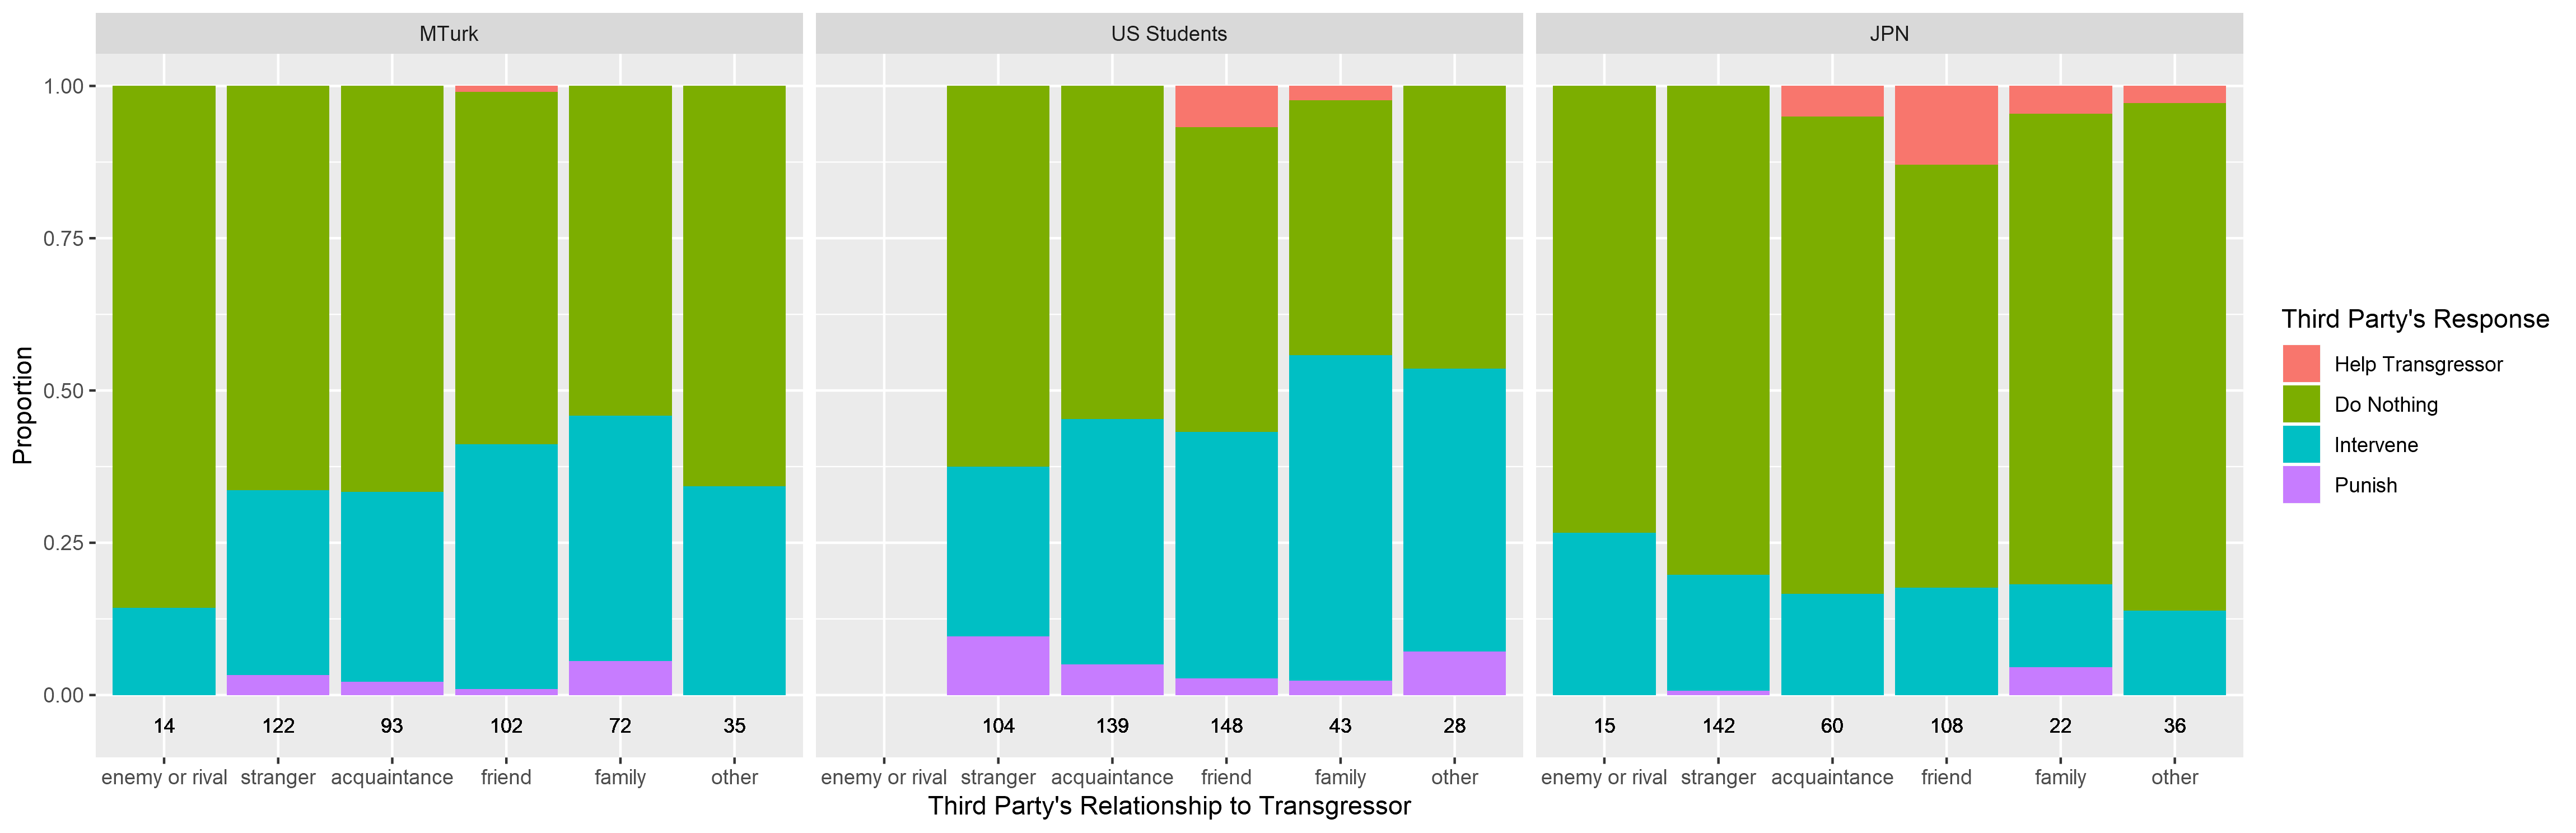 MTurk US Students JPN
1.00
0.75
0.50
0.25
0.00
Proportion
14 122 93 102 72 35 104 139 148 43 28 15 142 60 108 22 36
enemy or rival stranger acquaintance friend family other enemy or rival stranger acquaintance friend family other enemy or rival stranger acquaintance friend family other
Third Party's Relationship to Transgressor
Third Party's Response
Help Transgressor
Do Nothing
Intervene
Punish